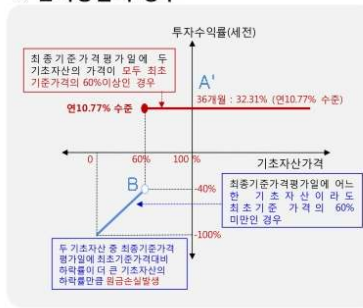 투자수익률(세전)
최종기준가격평가일에 두
기초자산의 가격이 모두 최초
기준가격의 60%이상인 경우
A'
36개월 : 32.31% (연10.77% 수준)
연10.77% 수준
0
60%
100 %
기초자산가격
B
-40%
최종기준가격평가일에 어느
한 기초자산이라도
최초기준 가격의 60%
미만인 경우
-100%
두 기초자산 중 최종기준가격
평가일에 최초기준가격대비
하락률이 더 큰 기초자산의
하락률만큼 원금손실발생